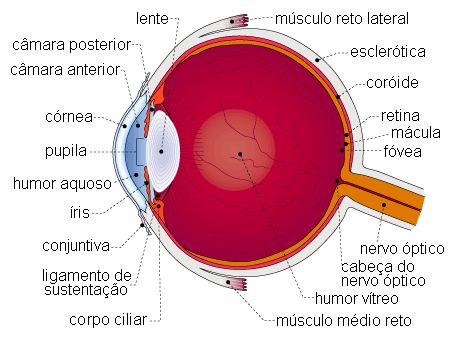 lente
músculo reto lateral
câmara posterior
esclerótica
câmara anterior
coróide
retina
córnea
mácula
pupila
fóvea
humor aquoso
íris
conjuntiva
nervo óptico
ligamento de
sustentação
cabeça do
nervo óptico
humor vítreo
corpo ciliar
músculo médio reto